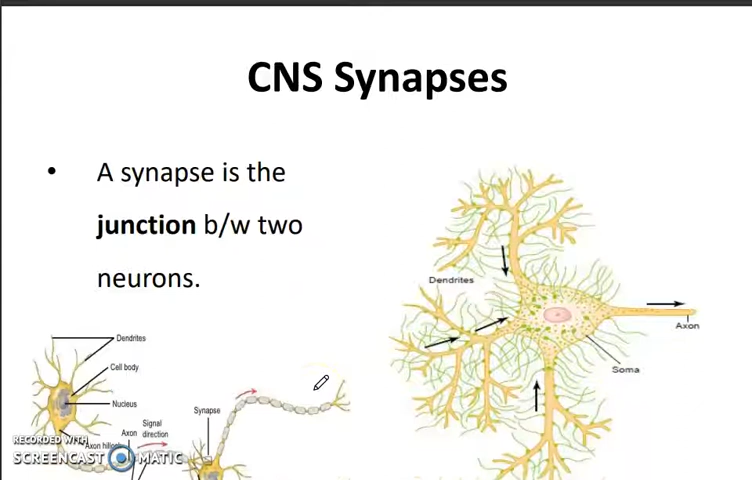 CNS Synapses
• A synapse is the
junction b/w two
neurons.
Dendrites
Axon
Soma
Dendrites
Cell body
Nucleus
Axon
Signal
direction
Synapse
Axon hillock
RECORDED WITH
SCREENCAST MATIC